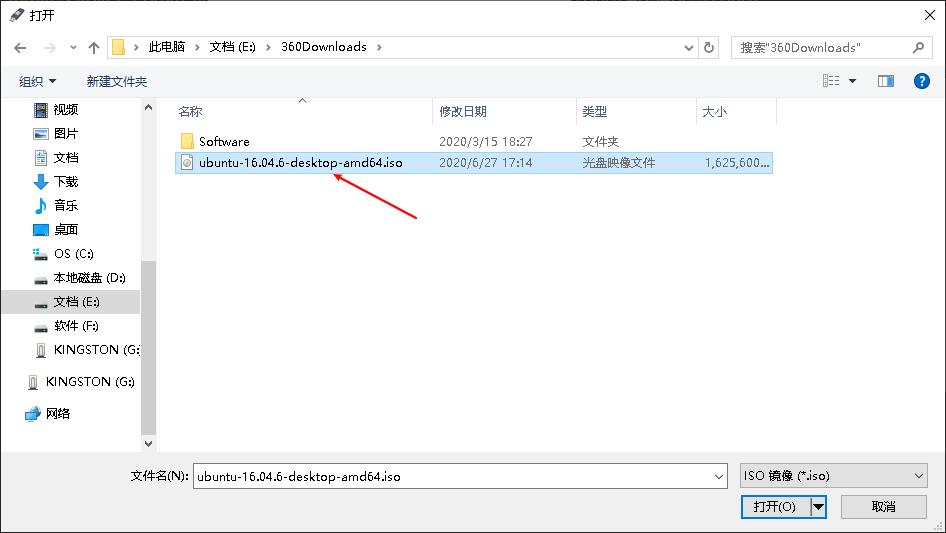 打开
此电脑 › 文档 (E:) › 360Downloads ›
搜索"360Downloads"
组织
新建文件夹
视频
图片
文档
下载
音乐
桌面
OS (C:)
本地磁盘 (D:)
文档 (E:)
软件 (F:)
KINGSTON (G:
KINGSTON (G:)
网络
名称 修改日期 类型 大小
Software 2020/3/15 18:27 文件夹
ubuntu-16.04.6-desktop-amd64.iso 2020/6/27 17:14 光盘映像文件 1,625,600...
文件名(N): ubuntu-16.04.6-desktop-amd64.iso
ISO 镜像 (*.iso)
打开(O)
取消